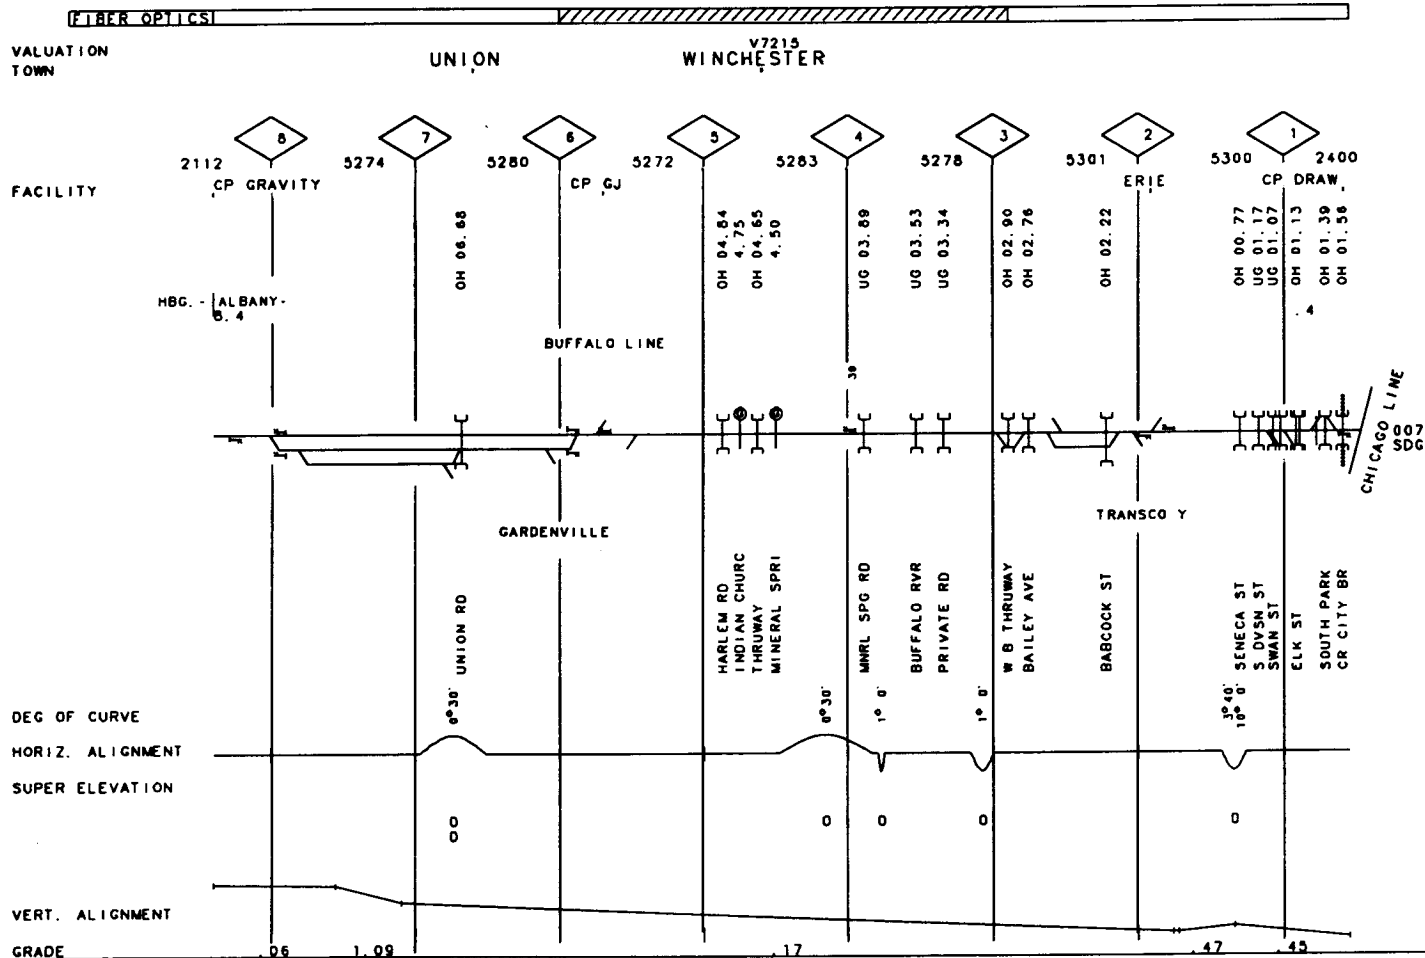 FIBER OPTICS
VALUATION
V7215
TOWN
UNION
WINCHESTER
8
7
6
5
4
3
2
1
2112
5274
5280
5272
5283
5278
5301
5300
2400
FACILITY
CP GRAVITY
CP GJ
ERIE
CP DRAW
OH 06.68
OH 04.84
4.75
OH 04.65
4.50
UG 03.89
UG 03.53
UG 03.34
OH 02.90
OH 02.76
OH 02.22
OH 00.77
UG 01.17
UG 01.07
OH 01.13
OH 01.39
OH 01.56
HBG. - ALBANY -
8.4
.4
BUFFALO LINE
30
CHICAGO LINE
007
SDG
GARDENVILLE
TRANSCO Y
UNION RD
HARLEM RD
INDIAN CHURC
THRUWAY
MINERAL SPRI
MNRL SPG RD
BUFFALO RVR
PRIVATE RD
W B THRUWAY
BAILEY AVE
BABCOCK ST
SENECA ST
S DVSN ST
SWAN ST
ELK ST
SOUTH PARK
CR CITY BR
DEG OF CURVE
0°30'
0°30'
1° 0'
1° 0'
3°40'
10° 0'
HORIZ. ALIGNMENT
SUPER ELEVATION
0
0
0
0
0
0
VERT. ALIGNMENT
GRADE
.06
1.09
.17
.47
.45